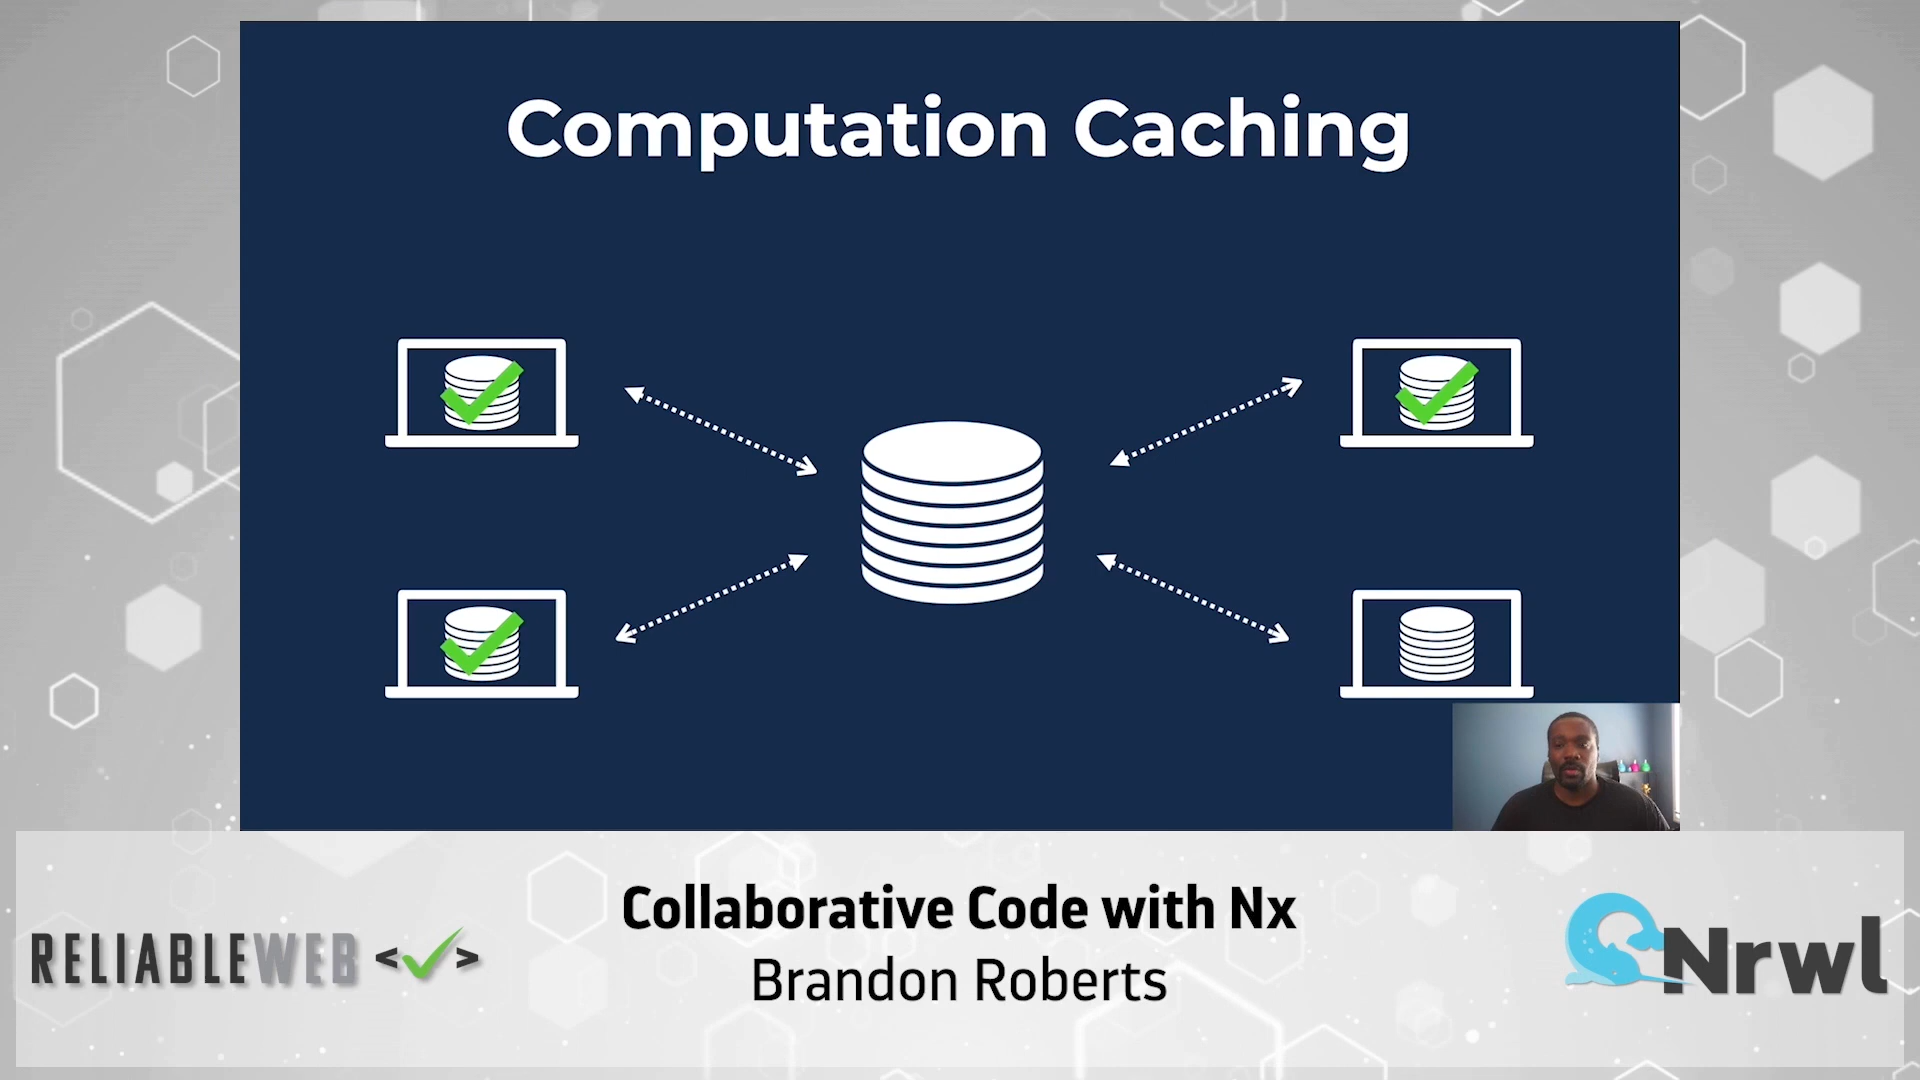 Computation Caching
Collaborative Code with Nx
Brandon Roberts
RELIABLEWEB <✓>
Nrwl